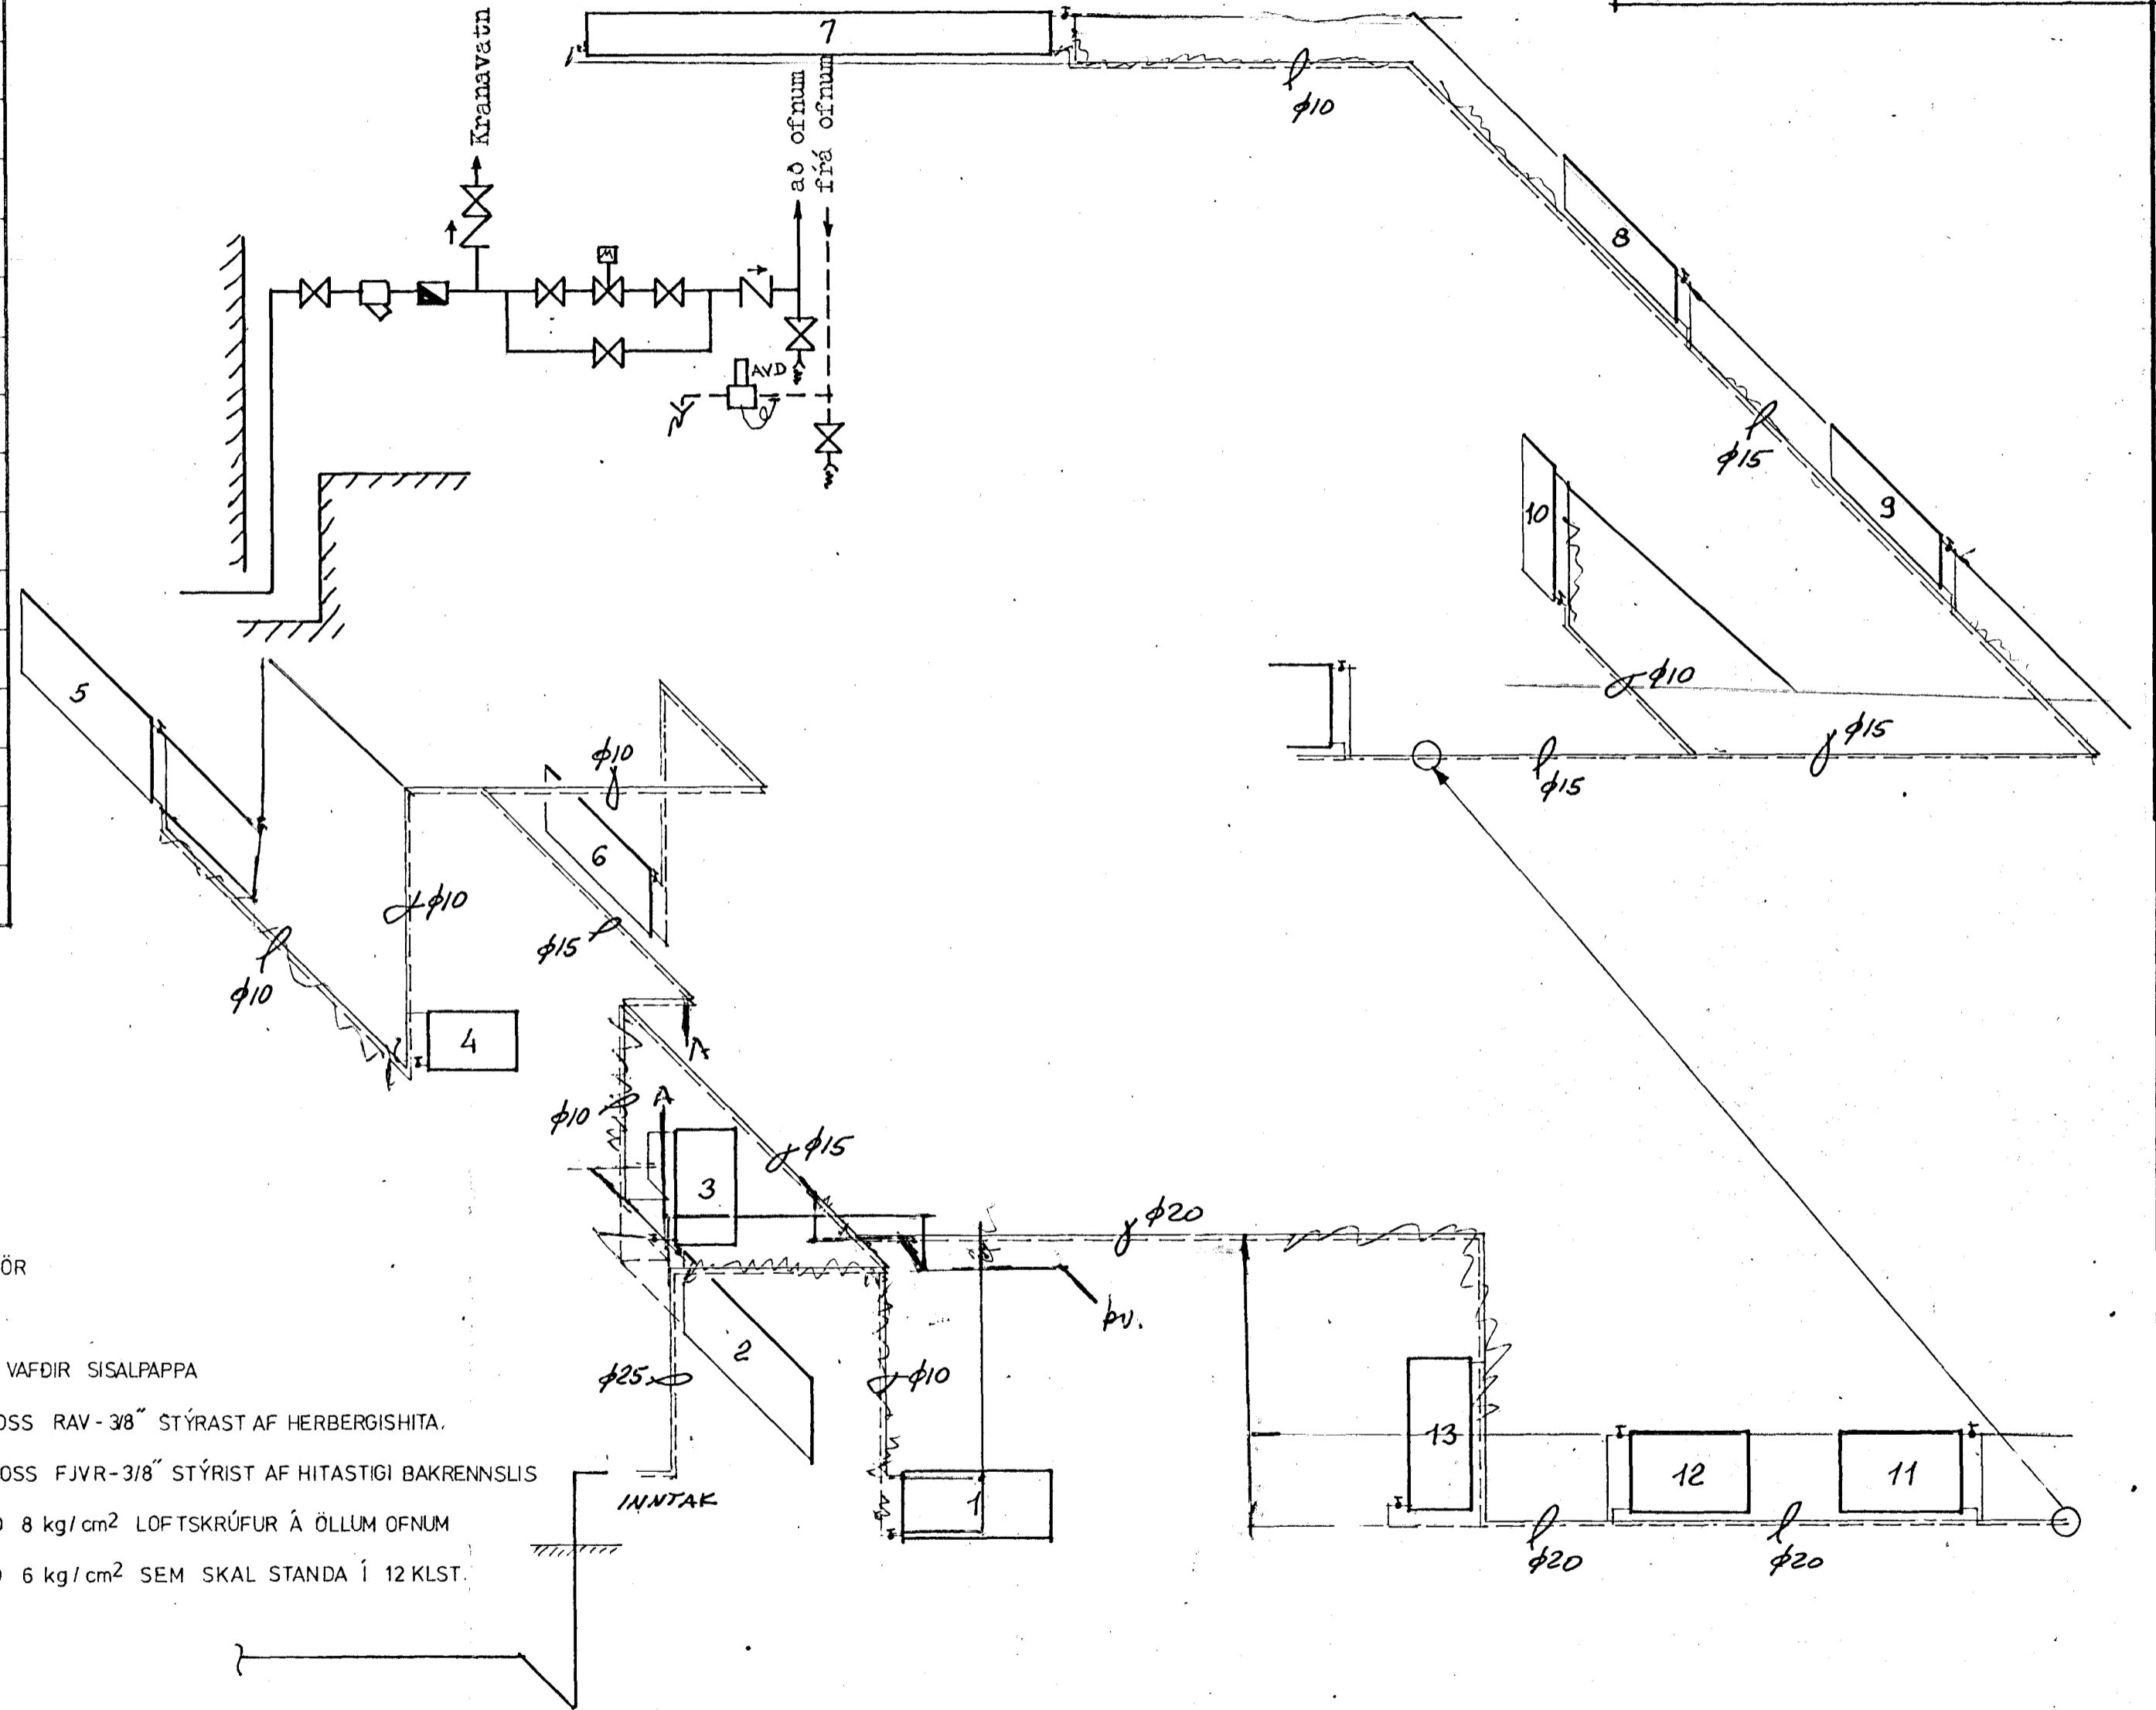 7
Kranavatn
að ofnum
frá ofnum
ϕ10
8
M
AVD
ϕ15
9
10
5
ϕ10
ϕ15
ϕ15
ϕ10
6
ϕ10
ϕ15
ϕ10
4
A
ϕ10
A
ϕ15
3
ϕ20
ÖR
þv.
2
VAFÐIR SISALPAPPA
ϕ25
ϕ10
OSS RAV - 3/8″ STÝRAST AF HERBERGISHITA.
13
OSS FJVR-3/8″ STÝRIST AF HITASTIGI BAKRENNSLIS
12
11
INNTAK
1
8 kg/cm² LOFTSKRÚFUR Á ÖLLUM OFNUM
ϕ20
ϕ20
6 kg/cm² SEM SKAL STANDA Í 12 KLST.